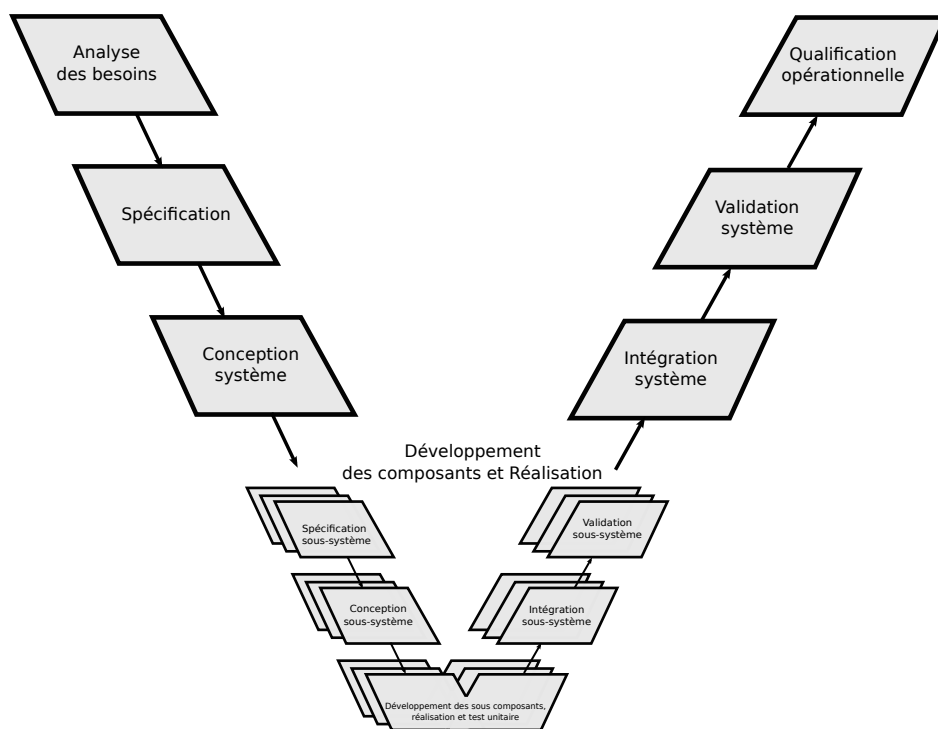 Analyse
des besoins
Qualification
opérationnelle
Spécification
Validation
système
Conception
système
Intégration
système
Développement
des composants et Réalisation
Spécification
sous-système
Validation
sous-système
Conception
sous-système
Intégration
sous-système
Développement des sous composants,
réalisation et test unitaire